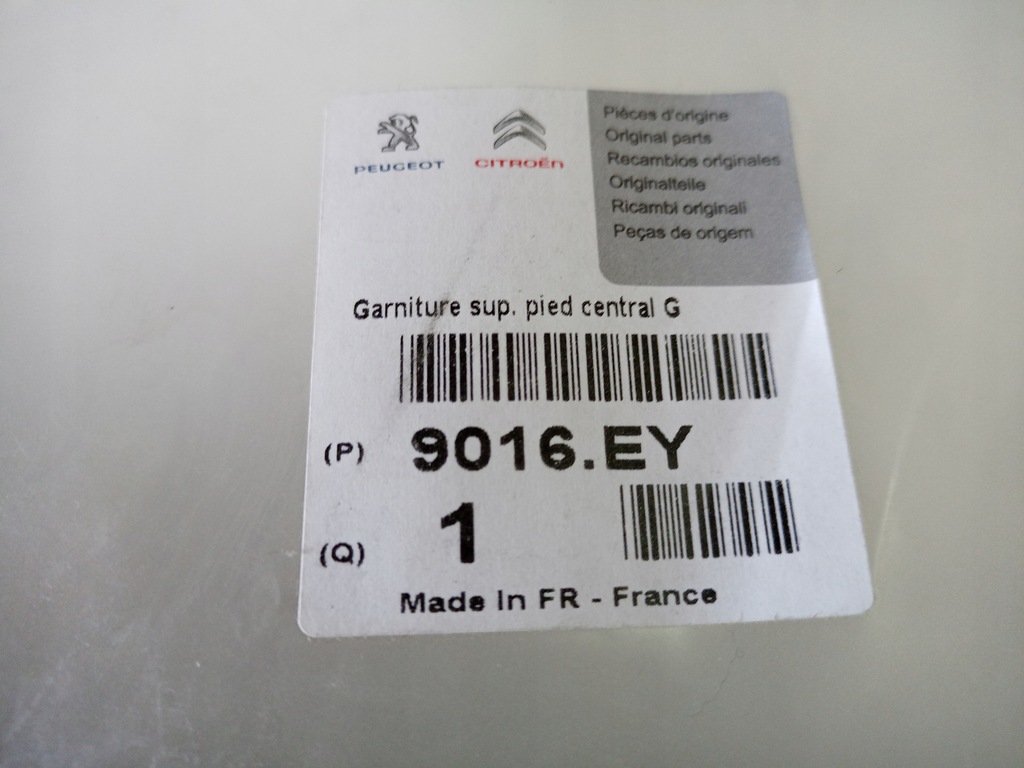 PEUGEOT
CITROËN
Pièces d'origine
Original parts
Recambios originales
Originalteile
Ricambi originali
Peças de origem
Garniture sup. pied central G
(P) 9016.EY
(Q) 1
Made In FR - France